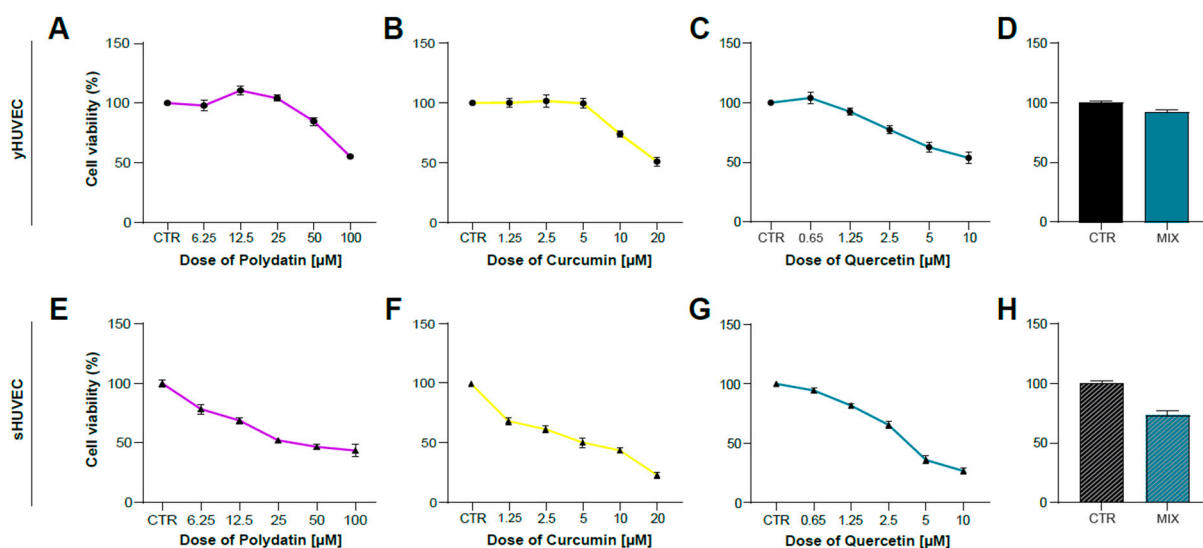 A
B
C
D
yHUVEC
Cell viability (%)
150
100
50
0
CTR 6.25 12.5 25 50 100
Dose of Polydatin [µM]
150
100
50
0
CTR 1.25 2.5 5 10 20
Dose of Curcumin [µM]
150
100
50
0
CTR 0.65 1.25 2.5 5 10
Dose of Quercetin [µM]
150
100
50
0
CTR MIX
E
F
G
H
sHUVEC
Cell viability (%)
150
100
50
0
CTR 6.25 12.5 25 50 100
Dose of Polydatin [µM]
150
100
50
0
CTR 1.25 2.5 5 10 20
Dose of Curcumin [µM]
150
100
50
0
CTR 0.65 1.25 2.5 5 10
Dose of Quercetin [µM]
150
100
50
0
CTR MIX